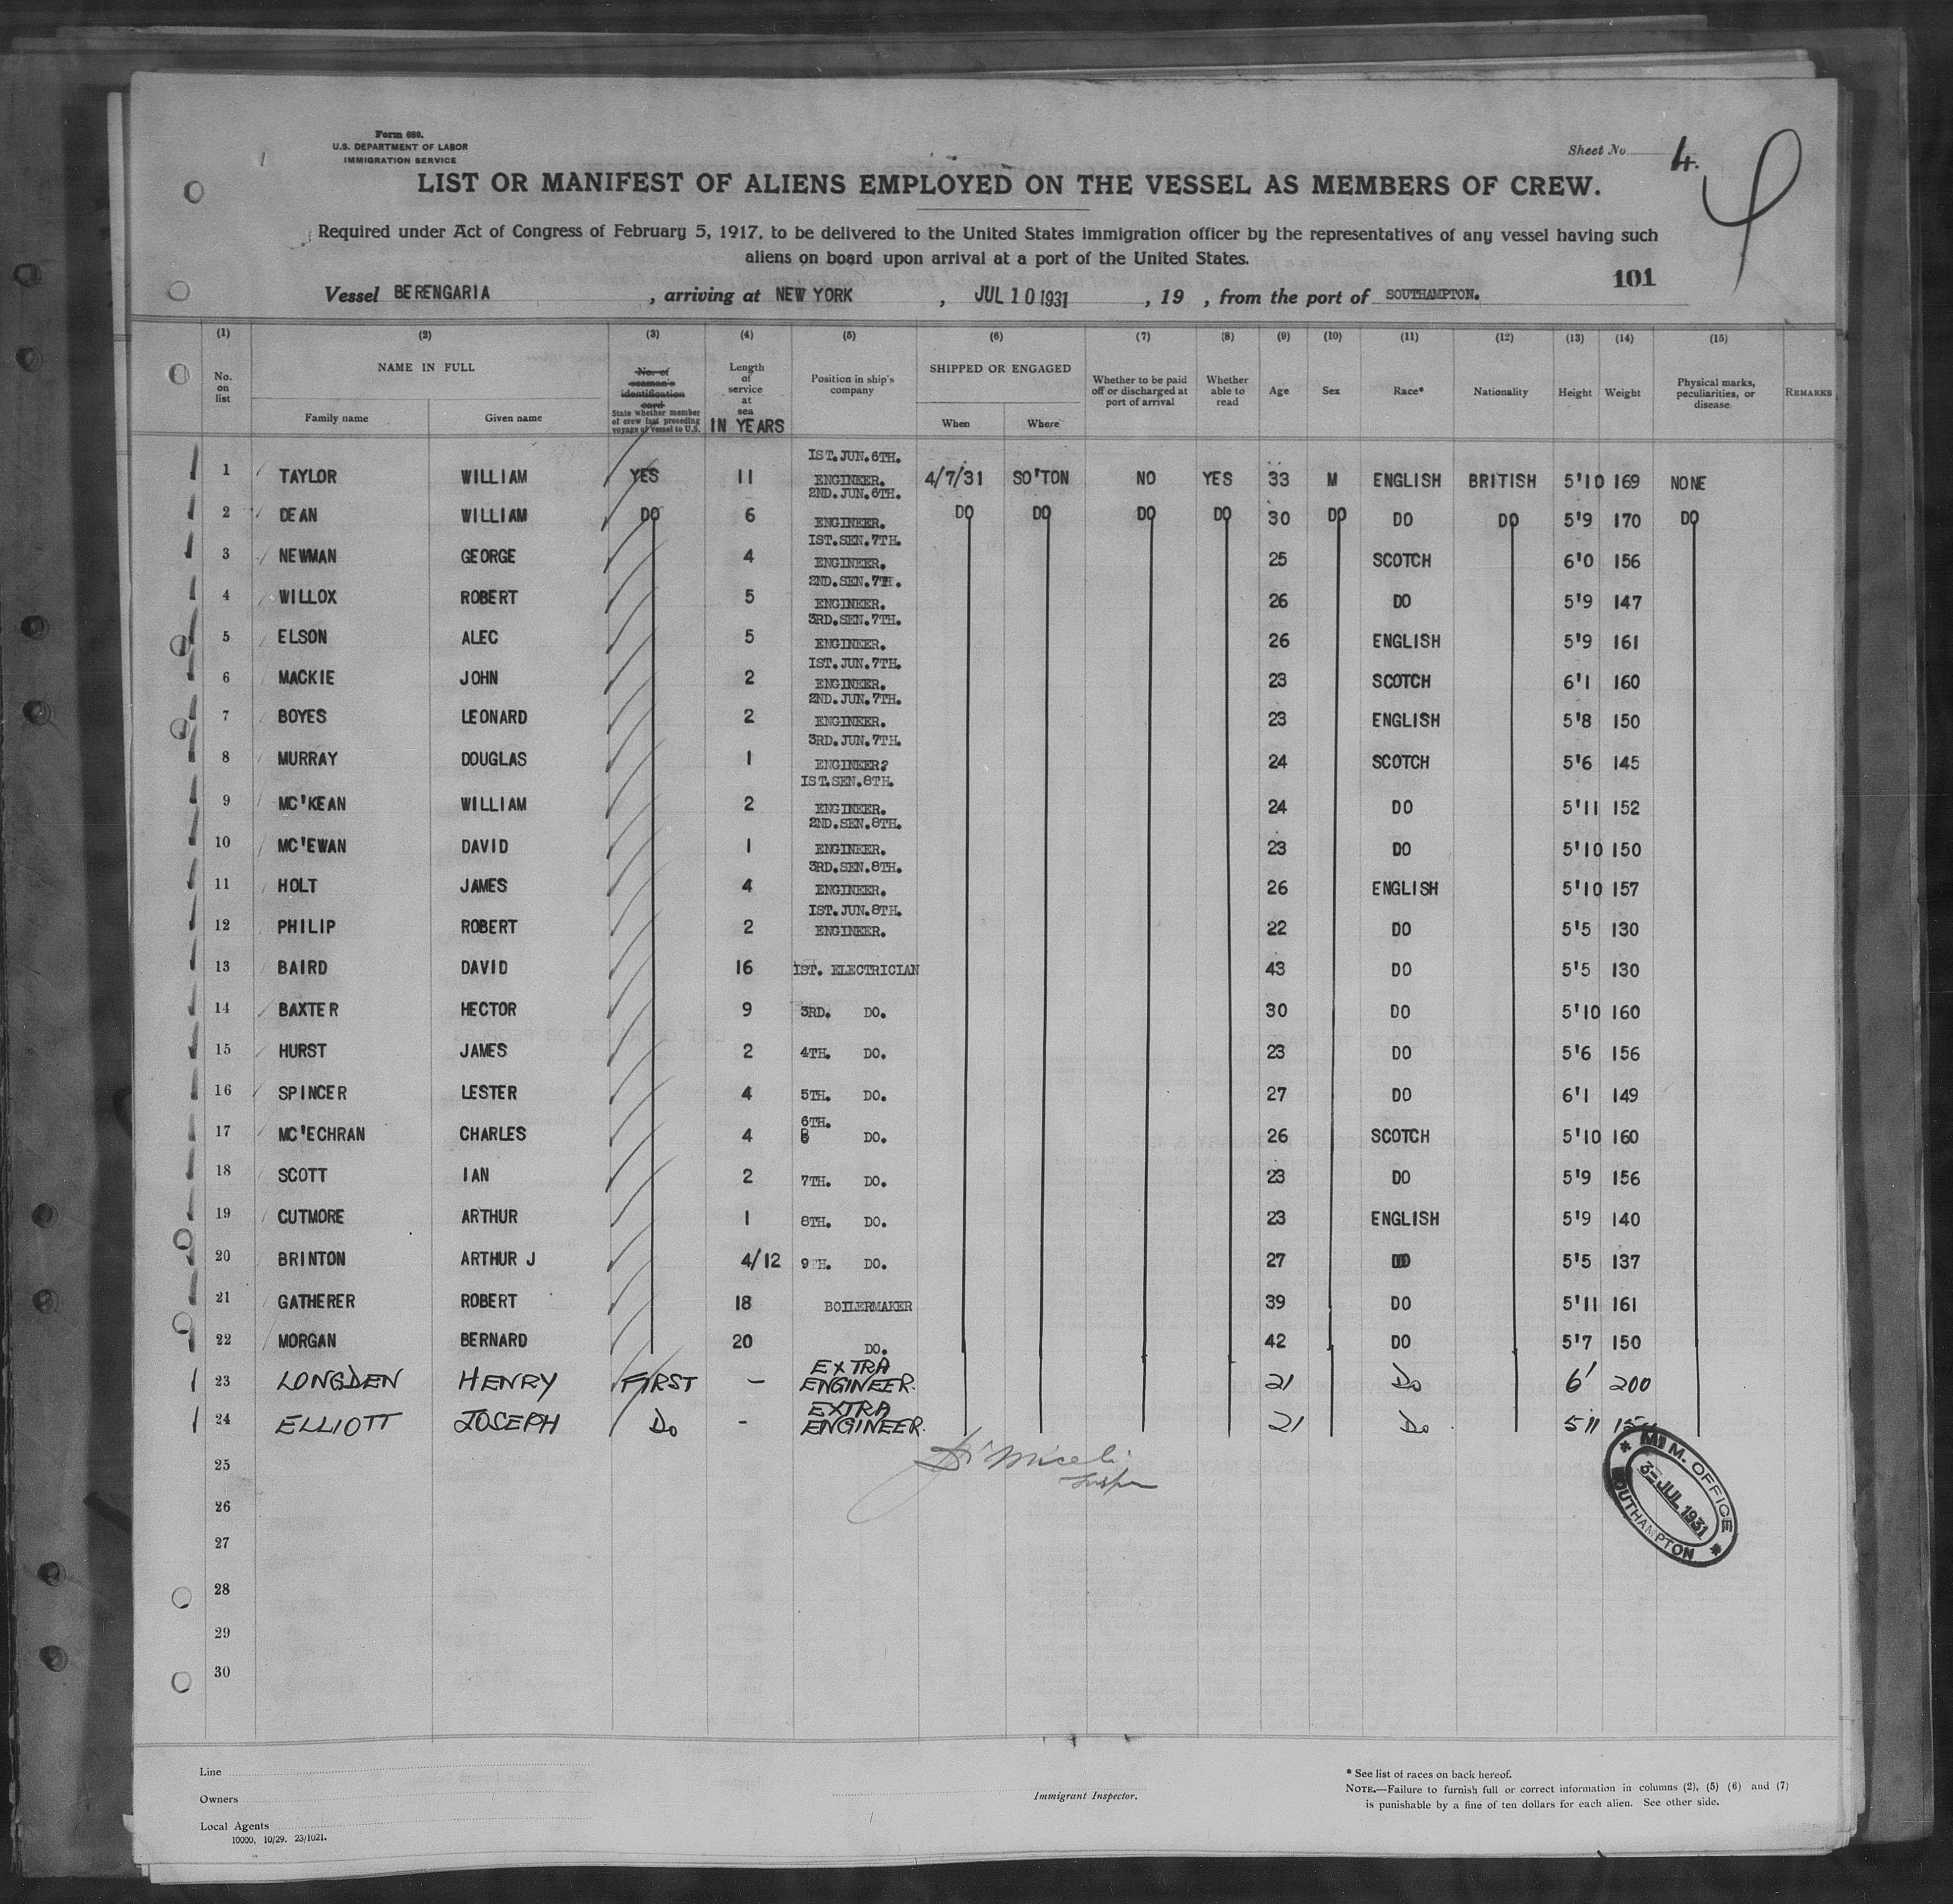 Form 680.
U.S. DEPARTMENT OF LABOR
IMMIGRATION SERVICE
Sheet No 4.
LIST OR MANIFEST OF ALIENS EMPLOYED ON THE VESSEL AS MEMBERS OF CREW.
Required under Act of Congress of February 5, 1917, to be delivered to the United States immigration officer by the representatives of any vessel having such
aliens on board upon arrival at a port of the United States.
101
Vessel BERENGARIA, arriving at NEW YORK, JUL 10 1931, 19 , from the port of SOUTHAMPTON.
(1) (2) (3) (4) (5) (6) (7) (8) (9) (10) (11) (12) (13) (14) (15)
No. on list NAME IN FULL Family name Given name No. of seaman's identification card State whether member of crew last preceding voyage of vessel to U.S. Length of service at sea IN YEARS Position in ship's company SHIPPED OR ENGAGED When Where Whether to be paid off or discharged at port of arrival Whether able to read Age Sex Race* Nationality Height Weight Physical marks, peculiarities, or disease REMARKS
1 TAYLOR WILLIAM YES 11 IST. JUN. 6TH. ENGINEER. 4/7/31 SO'TON NO YES 33 M ENGLISH BRITISH 5'10 169 NONE
2 DEAN WILLIAM DO 6 2ND. JUN. 6TH. ENGINEER. DO DO DO DO 30 DO DO DO 5'9 170 DO
3 NEWMAN GEORGE 4 IST. SEN. 7TH. ENGINEER. 25 SCOTCH 6'0 156
4 WILLOX ROBERT 5 2ND. SEN. 7TH. ENGINEER. 26 DO 5'9 147
5 ELSON ALEC 5 3RD. SEN. 7TH. ENGINEER. 26 ENGLISH 5'9 161
6 MACKIE JOHN 2 IST. JUN. 7TH. ENGINEER. 23 SCOTCH 6'1 160
7 BOYES LEONARD 2 2ND. JUN. 7TH. ENGINEER. 23 ENGLISH 5'8 150
8 MURRAY DOUGLAS 1 3RD. JUN. 7TH. ENGINEER? 24 SCOTCH 5'6 145
9 MC'KEAN WILLIAM 2 IST. SEN. 8TH. ENGINEER. 24 DO 5'11 152
10 MC'EWAN DAVID 1 2ND. SEN. 8TH. ENGINEER. 23 DO 5'10 150
11 HOLT JAMES 4 3RD. SEN. 8TH. ENGINEER. 26 ENGLISH 5'10 157
12 PHILIP ROBERT 2 IST. JUN. 8TH. ENGINEER. 22 DO 5'5 130
13 BAIRD DAVID 16 IST. ELECTRICIAN 43 DO 5'5 130
14 BAXTER HECTOR 9 3RD. DO. 30 DO 5'10 160
15 HURST JAMES 2 4TH. DO. 23 DO 5'6 156
16 SPINCER LESTER 4 5TH. DO. 27 DO 6'1 149
17 MC'ECHRAN CHARLES 4 6TH. DO. 26 SCOTCH 5'10 160
18 SCOTT IAN 2 7TH. DO. 23 DO 5'9 156
19 CUTMORE ARTHUR 1 8TH. DO. 23 ENGLISH 5'9 140
20 BRINTON ARTHUR J 4/12 9TH. DO. 27 DO 5'5 137
21 GATHERER ROBERT 18 BOILERMAKER 39 DO 5'11 161
22 MORGAN BERNARD 20 DO. 42 DO 5'7 150
23 LONGDEN HENRY FIRST - EXTRA ENGINEER. 21 Do 6' 200
24 ELLIOTT JOSEPH Do - EXTRA ENGINEER. 21 Do 5 11
25
26
27
28
29
30
M.M. OFFICE
3-JUL 1931
SOUTHAMPTON
Line
Owners
Local Agents
10000, 10/29. 23/1021.
Immigrant Inspector.
* See list of races on back hereof.
NOTE.—Failure to furnish full or correct information in columns (2), (5) (6) and (7)
is punishable by a fine of ten dollars for each alien. See other side.